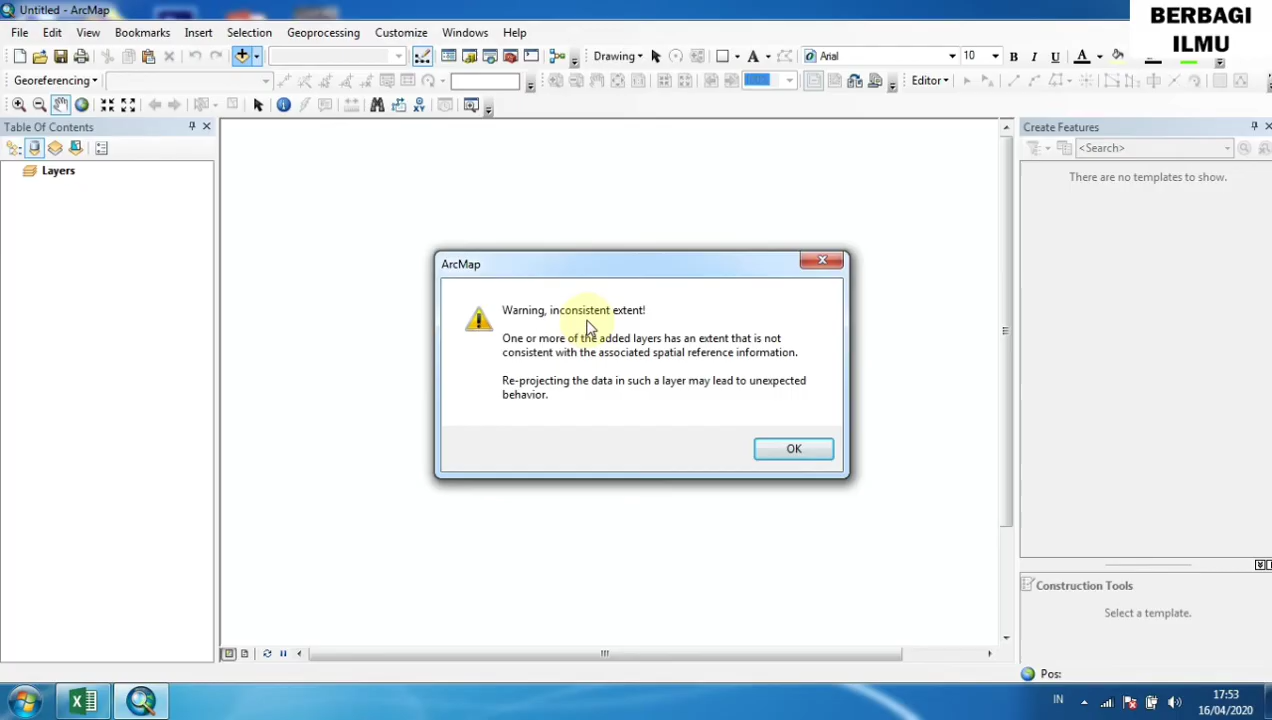 Untitled - ArcMap
BERBAGI
ILMU
File Edit View Bookmarks Insert Selection Geoprocessing Customize Windows Help
Drawing Arial 10 B I U A
Georeferencing Editor
Table Of Contents
Layers
Create Features
<Search>
There are no templates to show.
ArcMap
Warning, inconsistent extent!
One or more of the added layers has an extent that is not
consistent with the associated spatial reference information.
Re-projecting the data in such a layer may lead to unexpected
behavior.
OK
Construction Tools
Select a template.
Pos:
IN
17:53
16/04/2020